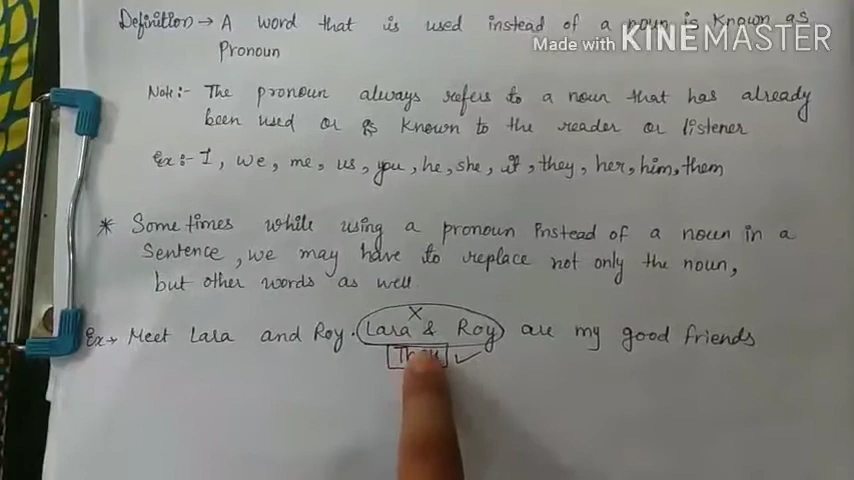 Definition → A word that is used instead of a noun is known as
Made with KINEMASTER
Pronoun
Note:- The pronoun always refers to a noun that has already
been used or is known to the reader or listener
Ex:- I, we, me, us, you, he, she, it, they, her, him, them
* Sometimes while using a pronoun instead of a noun in a
sentence, we may have to replace not only the noun,
but other words as well.
Ex→ Meet Lara and Roy. Lara & Roy are my good friends
They ✓